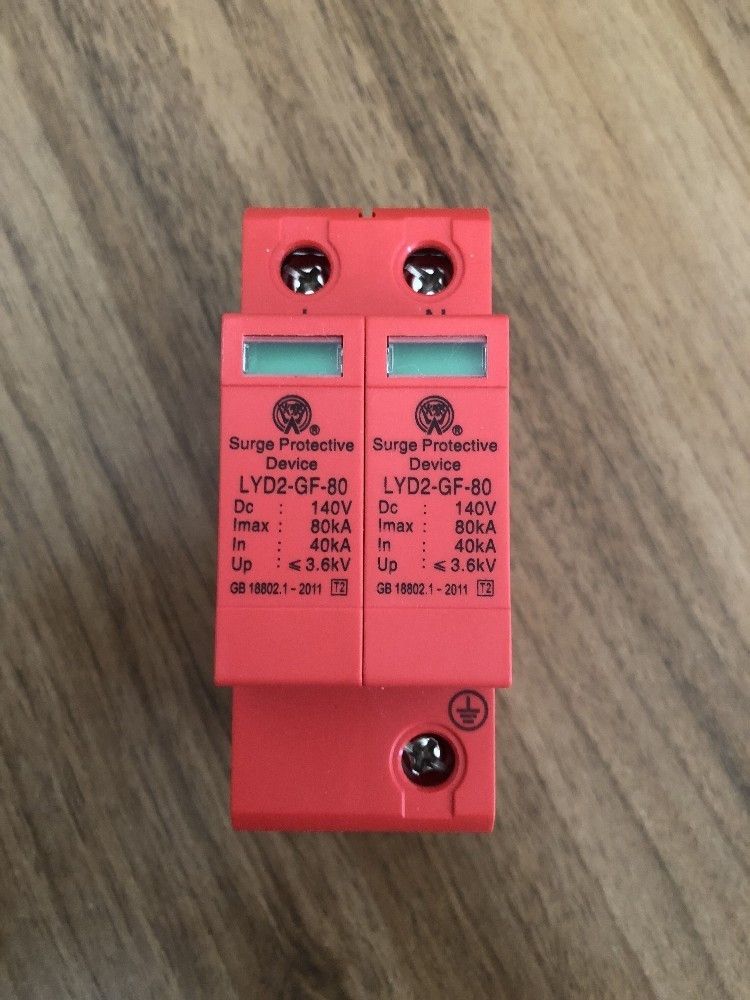 N
®
Surge Protective
Device
LYD2-GF-80
Dc : 140V
Imax : 80kA
In : 40kA
Up : ⩽ 3.6kV
GB 18802.1 - 2011 T2
®
Surge Protective
Device
LYD2-GF-80
Dc : 140V
Imax : 80kA
In : 40kA
Up : ⩽ 3.6kV
GB 18802.1 - 2011 T2